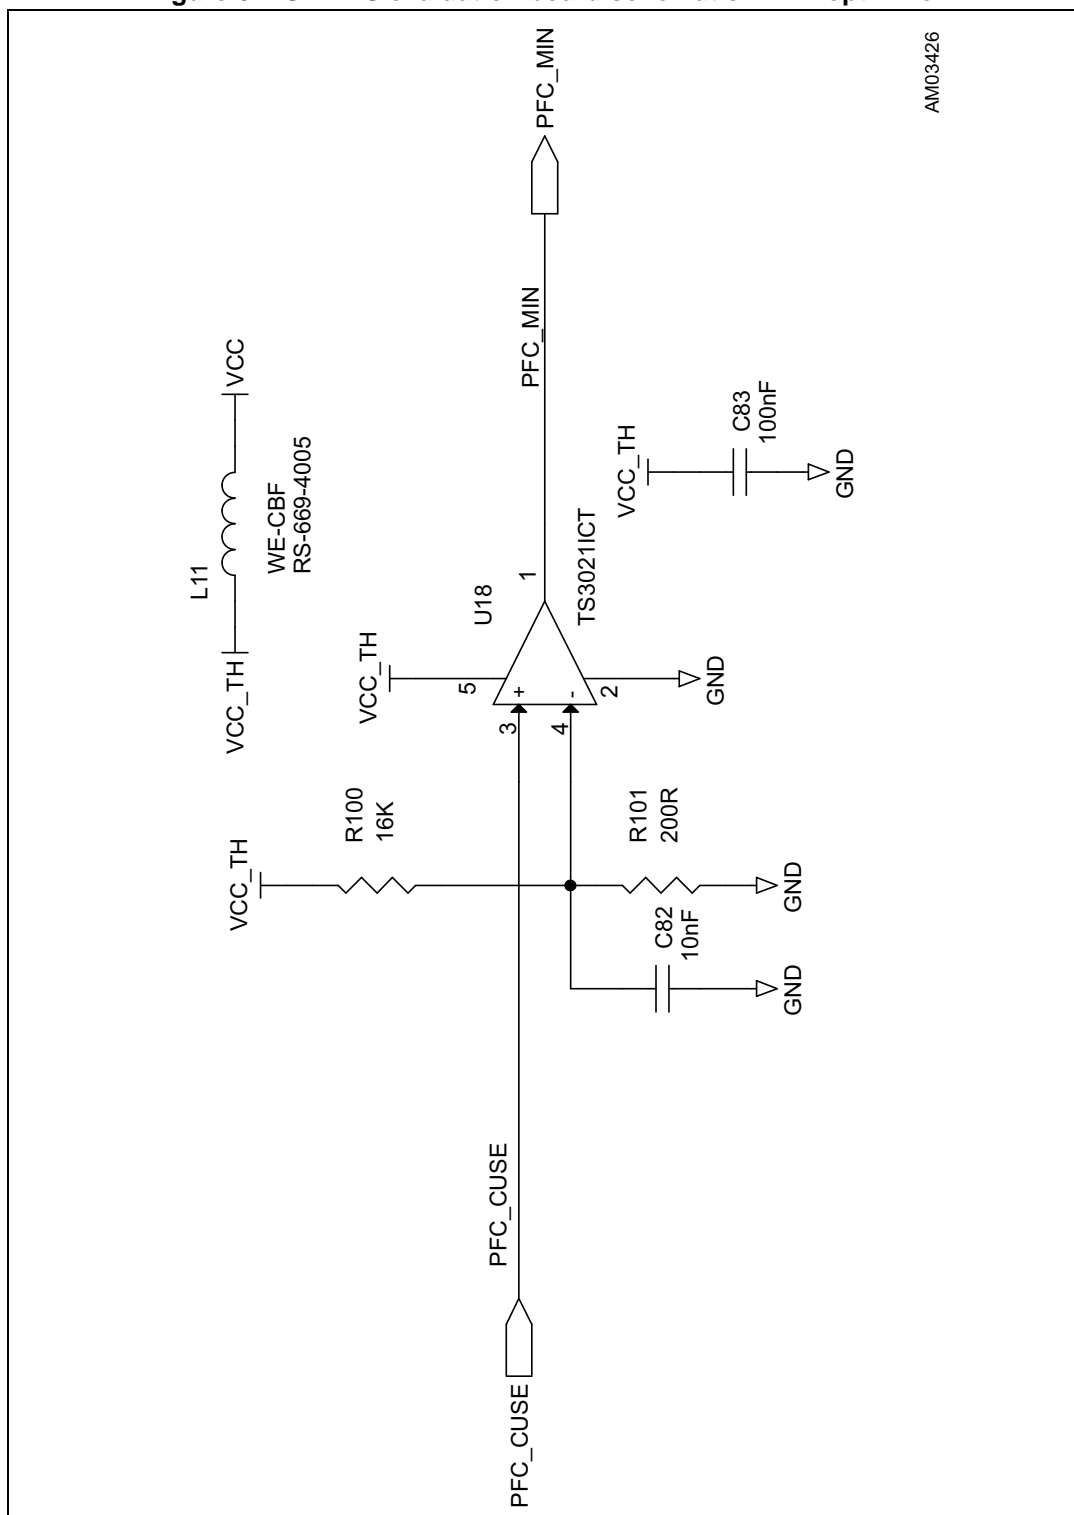 AM03426
L11
VCC_TH
VCC
WE-CBF
RS-669-4005
VCC_TH
R100
16K
VCC_TH
U18
5
3
+
4
-
2
1
TS3021ICT
GND
PFC_CUSE
PFC_CUSE
PFC_MIN
PFC_MIN
C82
10nF
GND
R101
200R
GND
VCC_TH
C83
100nF
GND